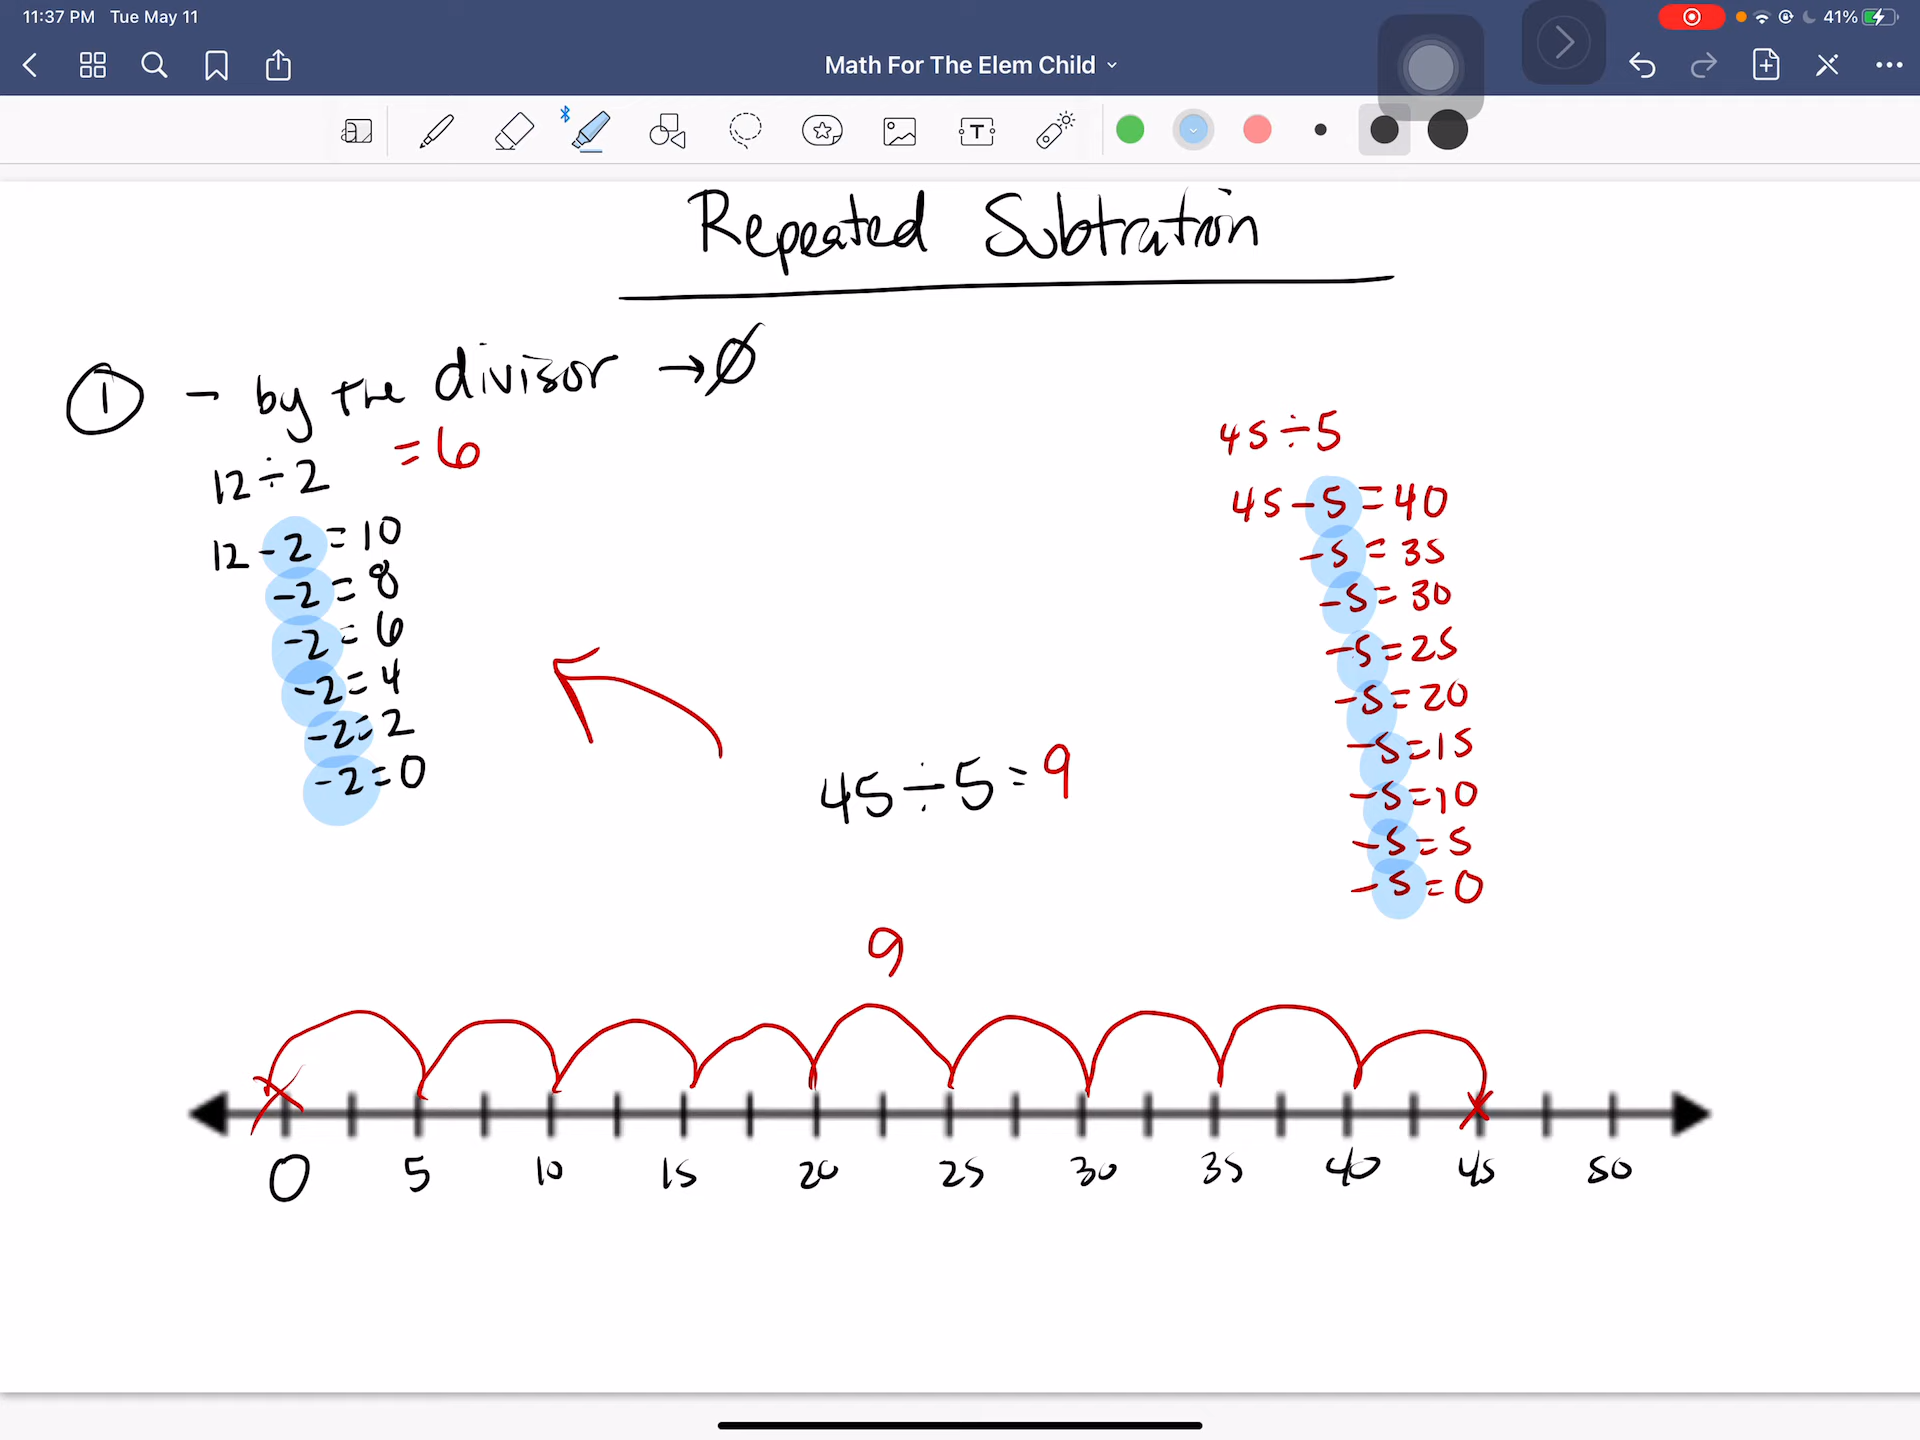 11:37 PM Tue May 11
41%
Math For The Elem Child
T
Repeated Subtration
① - by the divisor →∅
= 6
12 ÷ 2
12 - 2 = 10
-2 = 8
-2 = 6
-2 = 4
-2 = 2
-2 = 0
45 ÷ 5 = 9
45 ÷ 5
45 - 5 = 40
-5 = 35
-5 = 30
-5 = 25
-5 = 20
-5 = 15
-5 = 10
-5 = 5
-5 = 0
9
0 5 10 15 20 25 30 35 40 45 50